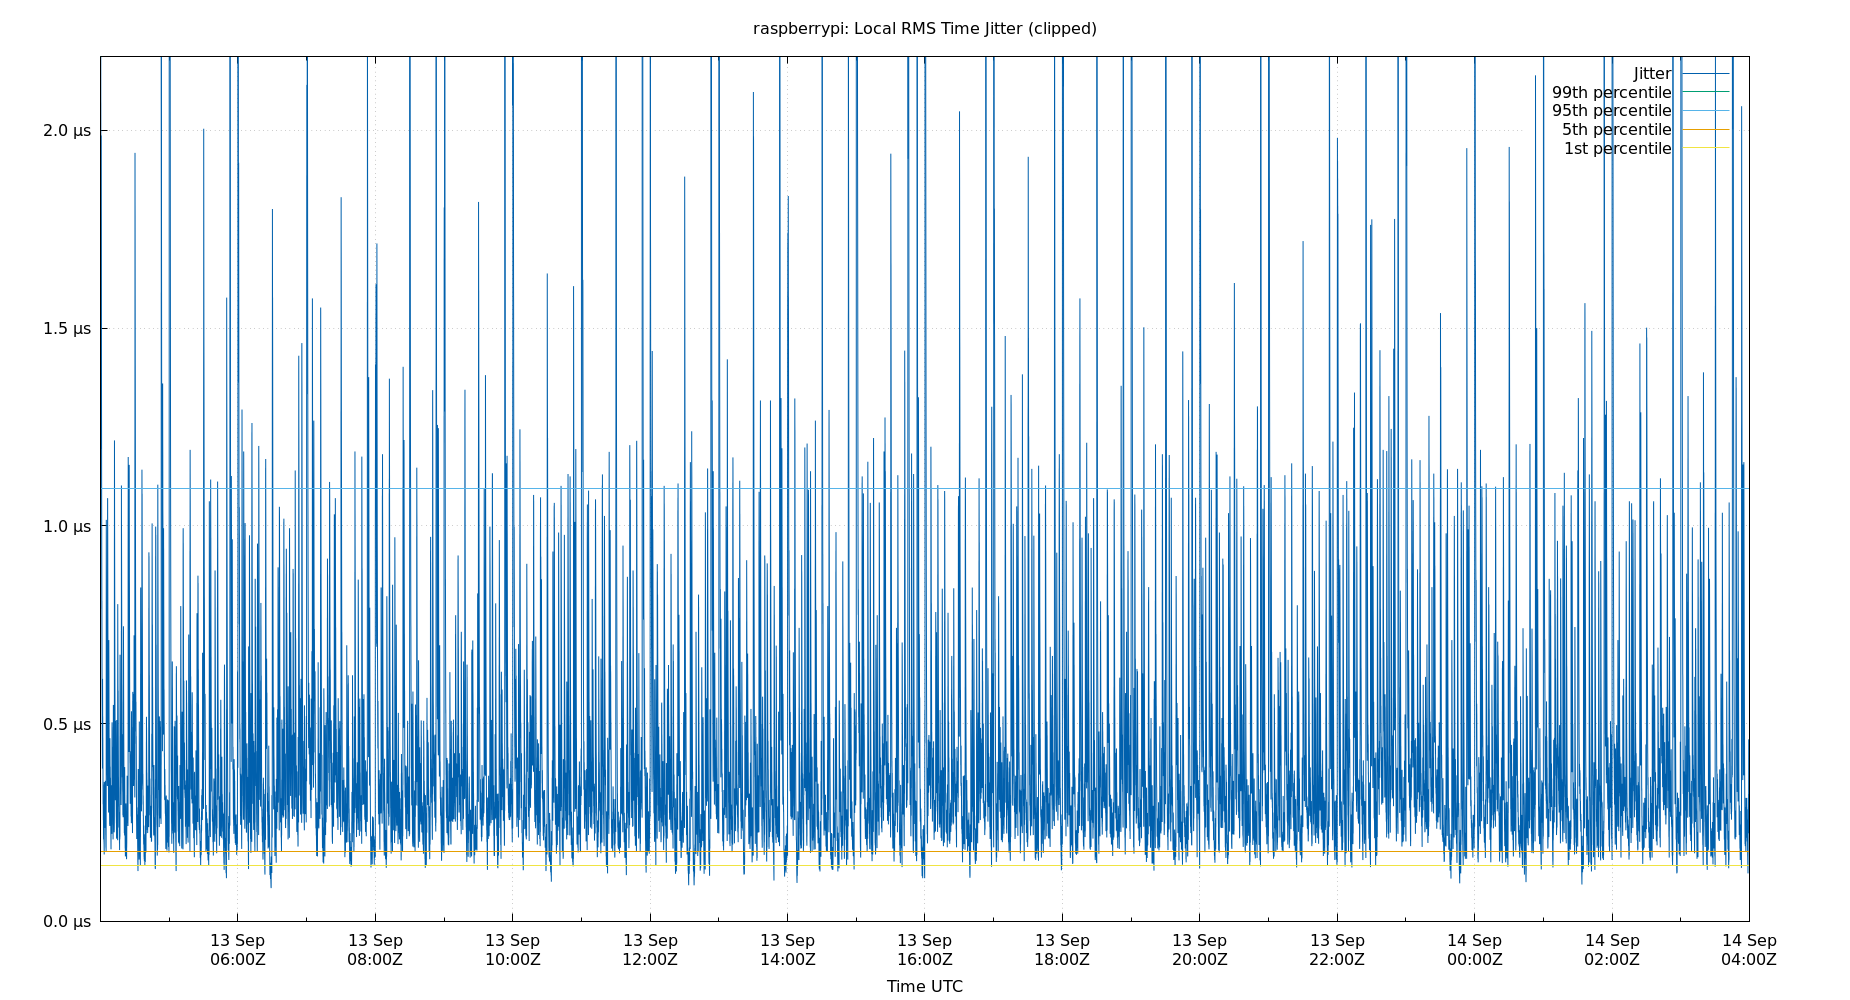 raspberrypi: Local RMS Time Jitter (clipped)
Jitter
99th percentile
95th percentile
5th percentile
1st percentile
2.0 µs
1.5 µs
1.0 µs
0.5 µs
0.0 µs
13 Sep 13 Sep 13 Sep 13 Sep 13 Sep 13 Sep 13 Sep 13 Sep 13 Sep 14 Sep 14 Sep 14 Sep
06:00Z 08:00Z 10:00Z 12:00Z 14:00Z 16:00Z 18:00Z 20:00Z 22:00Z 00:00Z 02:00Z 04:00Z
Time UTC